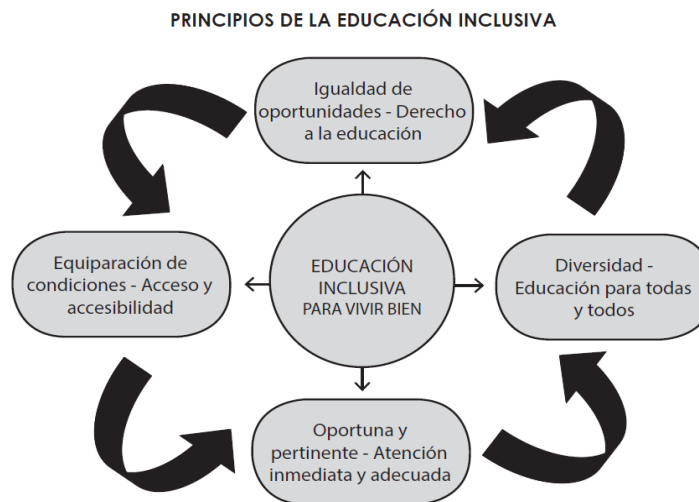 PRINCIPIOS DE LA EDUCACIÓN INCLUSIVA
Igualdad de
oportunidades - Derecho
a la educación
Equiparación de
condiciones - Acceso y
accesibilidad
EDUCACIÓN
INCLUSIVA
PARA VIVIR BIEN
Diversidad -
Educación para todas
y todos
Oportuna y
pertinente - Atención
inmediata y adecuada